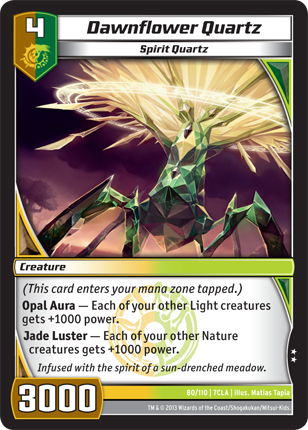 4
Dawnflower Quartz
Spirit Quartz
Creature
(This card enters your mana zone tapped.)
Opal Aura — Each of your other Light creatures
gets +1000 power.
Jade Luster — Each of your other Nature
creatures gets +1000 power.
Infused with the spirit of a sun-drenched meadow.
3000
80/110 | 7CLA | Illus. Matias Tapia
TM & © 2013 Wizards of the Coast/Shogakukan/Mitsui-Kids.